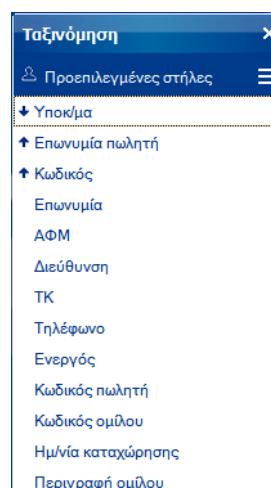 Ταξινόμηση
Προεπιλεγμένες στήλες
Υποκ/μα
Επωνυμία πωλητή
Κωδικός
Επωνυμία
ΑΦΜ
Διεύθυνση
ΤΚ
Τηλέφωνο
Ενεργός
Κωδικός πωλητή
Κωδικός ομίλου
Ημ/νία καταχώρησης
Περιγραφή ομίλου